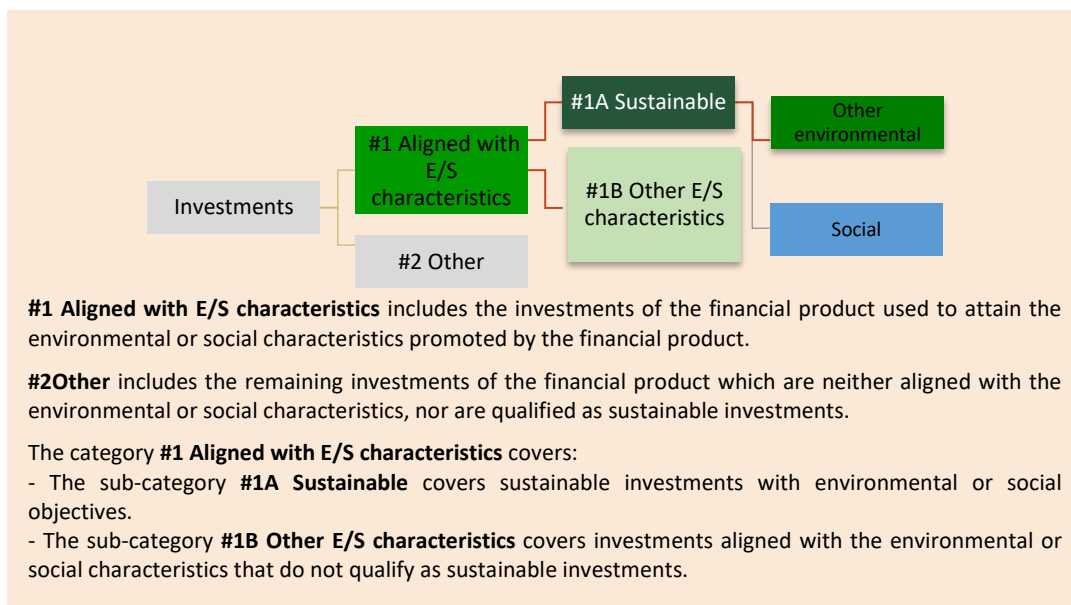 #1A Sustainable
Other
environmental
#1 Aligned with
E/S
characteristics
#1B Other E/S
characteristics
Investments
Social
#2 Other
#1 Aligned with E/S characteristics includes the investments of the financial product used to attain the
environmental or social characteristics promoted by the financial product.
#2Other includes the remaining investments of the financial product which are neither aligned with the
environmental or social characteristics, nor are qualified as sustainable investments.
The category #1 Aligned with E/S characteristics covers:
- The sub-category #1A Sustainable covers sustainable investments with environmental or social
objectives.
- The sub-category #1B Other E/S characteristics covers investments aligned with the environmental or
social characteristics that do not qualify as sustainable investments.